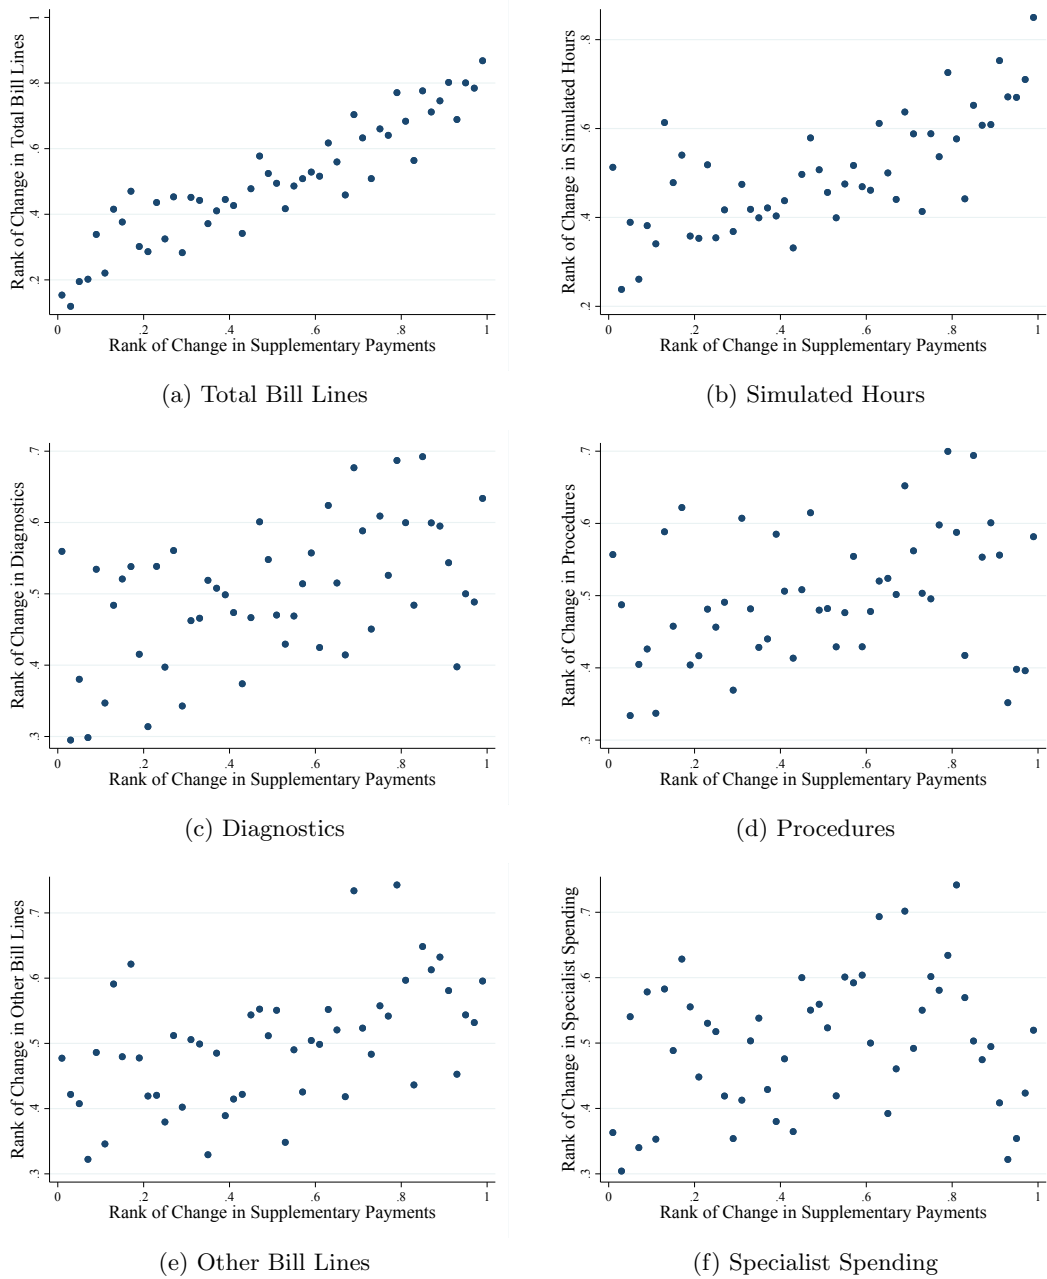 Rank of Change in Total Bill Lines
1
.8
.6
.4
.2
0 .2 .4 .6 .8 1
Rank of Change in Supplementary Payments
(a) Total Bill Lines
Rank of Change in Simulated Hours
.8
.6
.4
.2
0 .2 .4 .6 .8 1
Rank of Change in Supplementary Payments
(b) Simulated Hours
Rank of Change in Diagnostics
.7
.6
.5
.4
.3
0 .2 .4 .6 .8 1
Rank of Change in Supplementary Payments
(c) Diagnostics
Rank of Change in Procedures
.7
.6
.5
.4
.3
0 .2 .4 .6 .8 1
Rank of Change in Supplementary Payments
(d) Procedures
Rank of Change in Other Bill Lines
.7
.6
.5
.4
.3
0 .2 .4 .6 .8 1
Rank of Change in Supplementary Payments
(e) Other Bill Lines
Rank of Change in Specialist Spending
.7
.6
.5
.4
.3
0 .2 .4 .6 .8 1
Rank of Change in Supplementary Payments
(f) Specialist Spending